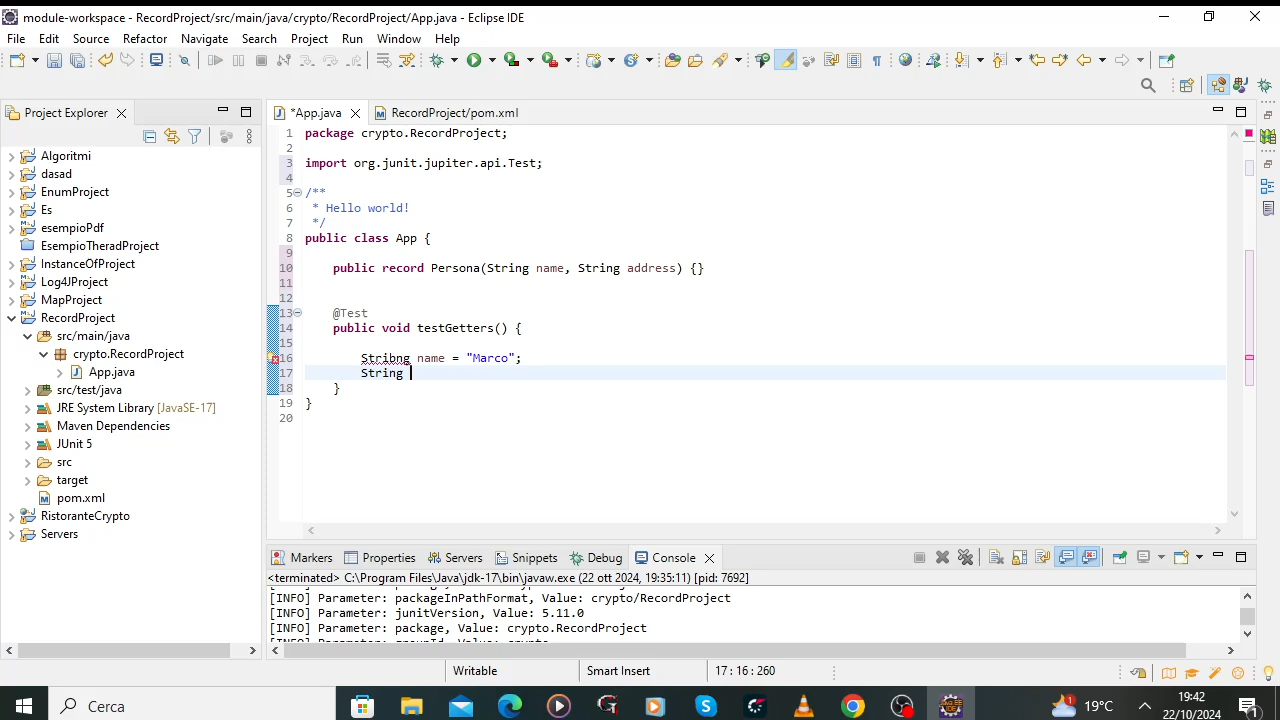 module-workspace - RecordProject/src/main/java/crypto/RecordProject/App.java - Eclipse IDE
File Edit Source Refactor Navigate Search Project Run Window Help
Project Explorer
*App.java RecordProject/pom.xml
Algoritmi
dasad
EnumProject
Es
esempioPdf
EsempioTheradProject
InstanceOfProject
Log4JProject
MapProject
RecordProject
src/main/java
crypto.RecordProject
App.java
src/test/java
JRE System Library [JavaSE-17]
Maven Dependencies
JUnit 5
src
target
pom.xml
RistoranteCrypto
Servers
1 package crypto.RecordProject;
2
3 import org.junit.jupiter.api.Test;
4
5 /**
6 * Hello world!
7 */
8 public class App {
9
10 public record Persona(String name, String address) {}
11
12
13 @Test
14 public void testGetters() {
15
16 Stribng name = "Marco";
17 String
18 }
19 }
20
Markers Properties Servers Snippets Debug Console
<terminated> C:\Program Files\Java\jdk-17\bin\javaw.exe (22 ott 2024, 19:35:11) [pid: 7692]
[INFO] Parameter: packageInPathFormat, Value: crypto/RecordProject
[INFO] Parameter: junitVersion, Value: 5.11.0
[INFO] Parameter: package, Value: crypto.RecordProject
Writable Smart Insert 17 : 16 : 260
Cerca
19°C
19:42
22/10/2024